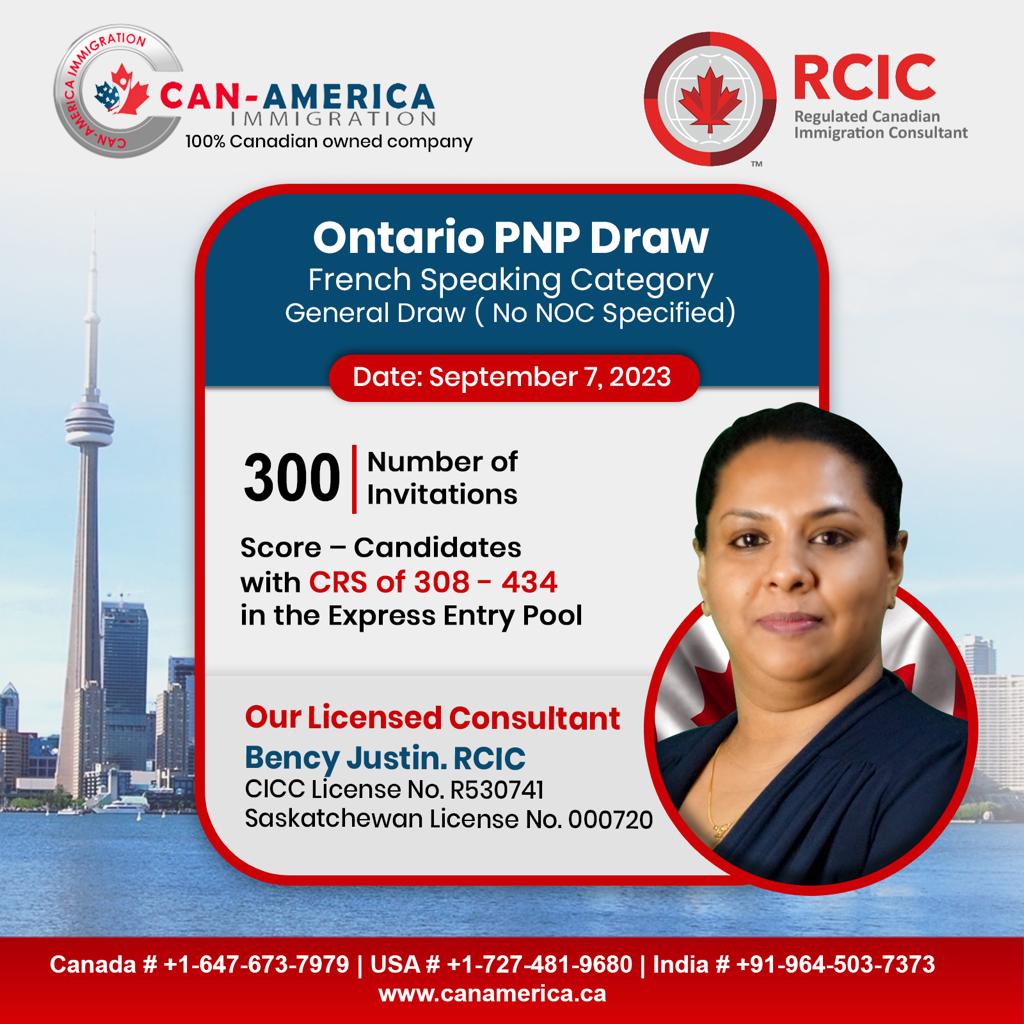 CAN-AMERICA IMMIGRATION
CAN-AMERICA
CAN-AMERICA
IMMIGRATION
100% Canadian owned company
RCIC
Regulated Canadian
Immigration Consultant
TM
Ontario PNP Draw
French Speaking Category
General Draw ( No NOC Specified)
Date: September 7, 2023
300
Number of
Invitations
Score – Candidates
with CRS of 308 - 434
in the Express Entry Pool
Our Licensed Consultant
Bency Justin. RCIC
CICC License No. R530741
Saskatchewan License No. 000720
Canada # +1-647-673-7979 | USA # +1-727-481-9680 | India # +91-964-503-7373
www.canamerica.ca